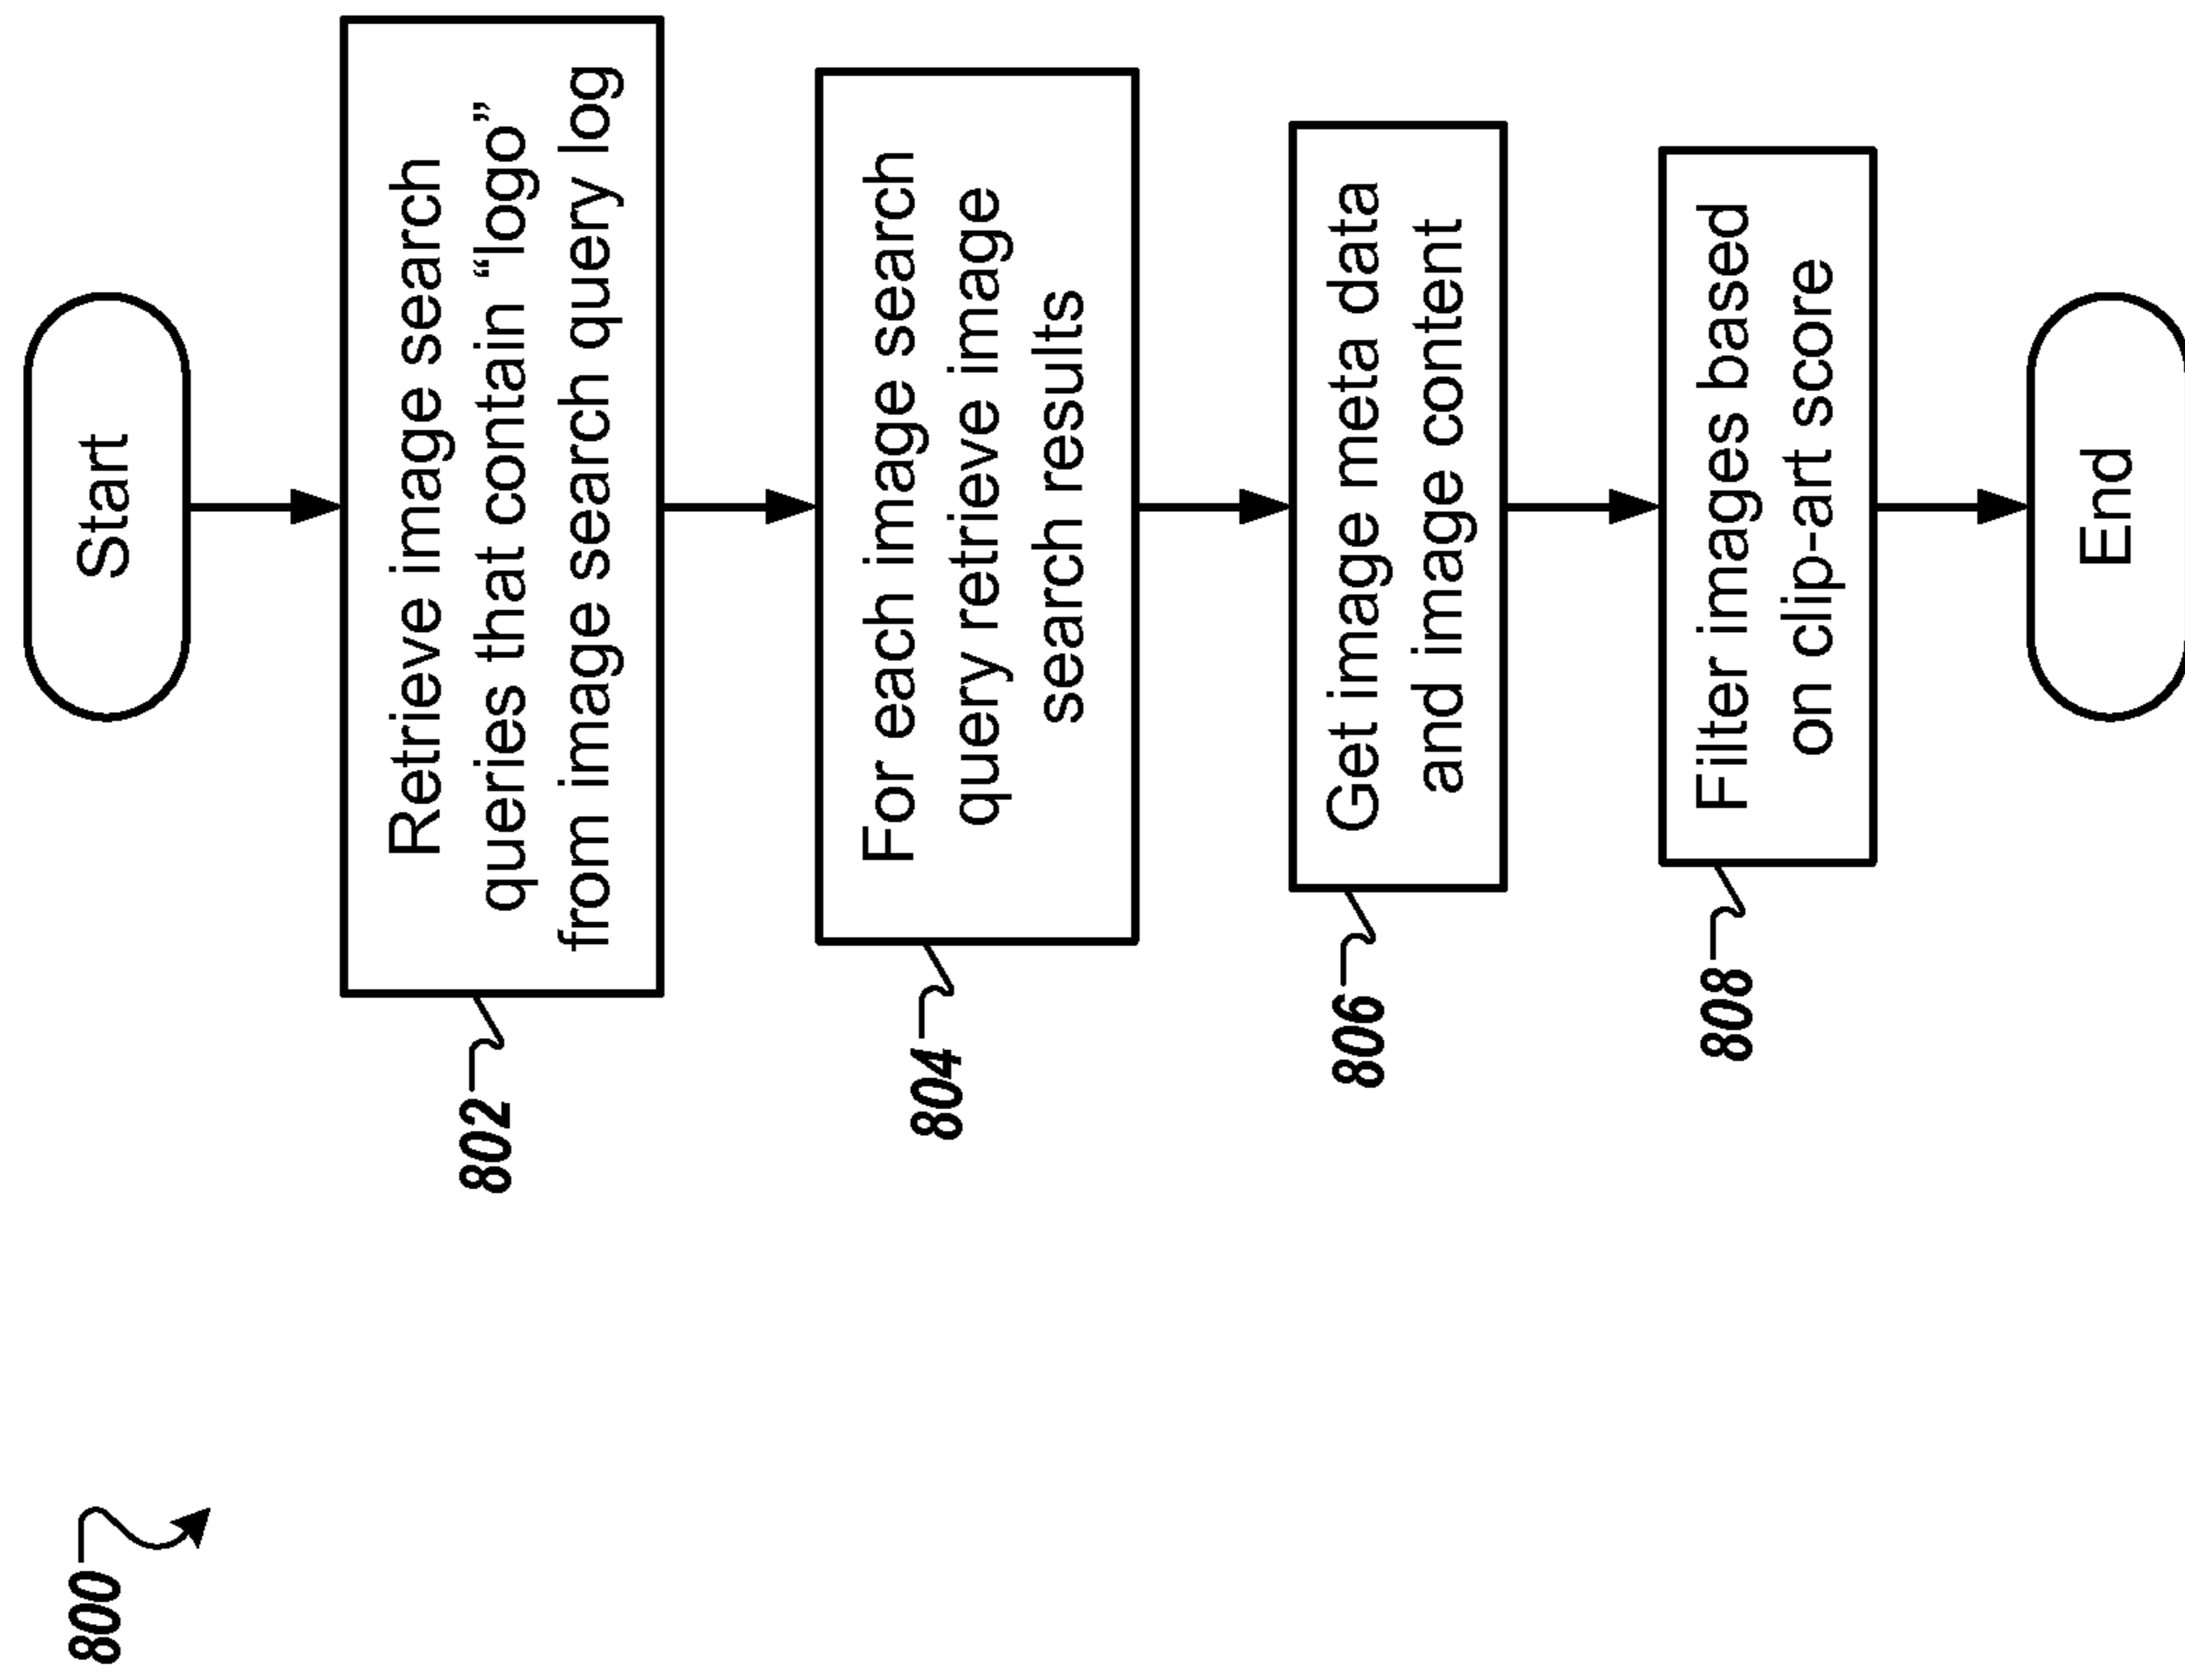 800
Start
802
Retrieve image search
queries that contain “logo”
from image search query log
804
For each image search
query retrieve image
search results
806
Get image meta data
and image content
808
Filter images based
on clip-art score
End